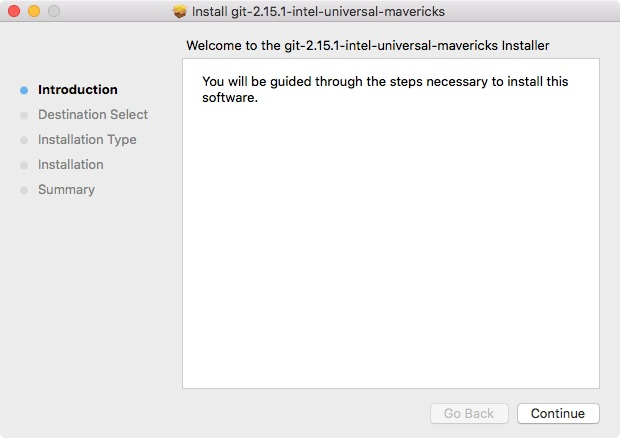 Install git-2.15.1-intel-universal-mavericks
Welcome to the git-2.15.1-intel-universal-mavericks Installer
Introduction
Destination Select
Installation Type
Installation
Summary
You will be guided through the steps necessary to install this
software.
Go Back
Continue